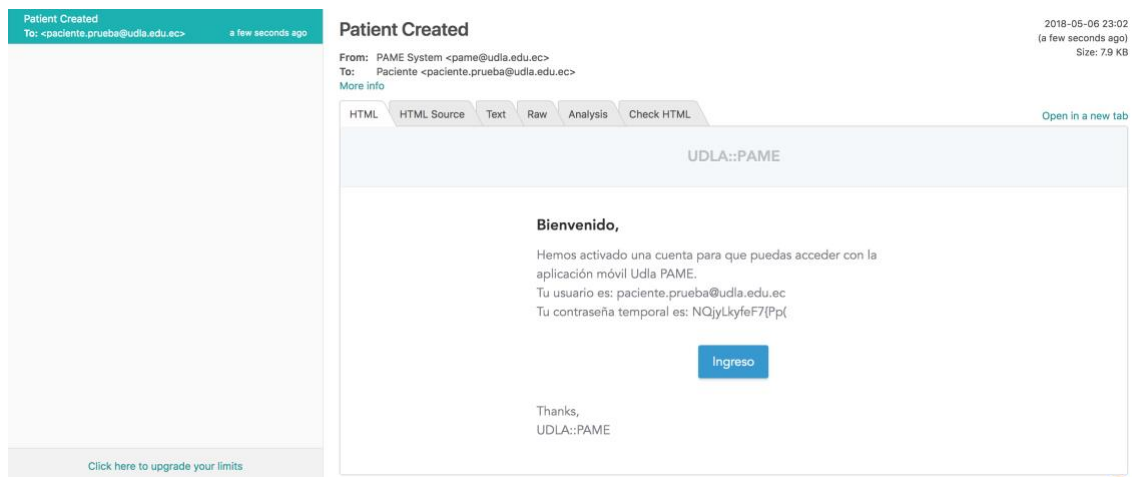 Patient Created
To: <paciente.prueba@udla.edu.ec> a few seconds ago
Click here to upgrade your limits
Patient Created
2018-05-06 23:02
(a few seconds ago)
Size: 7.9 KB
From: PAME System <pame@udla.edu.ec>
To: Paciente <paciente.prueba@udla.edu.ec>
More info
HTML HTML Source Text Raw Analysis Check HTML
Open in a new tab
UDLA::PAME
Bienvenido,
Hemos activado una cuenta para que puedas acceder con la
aplicación móvil Udla PAME.
Tu usuario es: paciente.prueba@udla.edu.ec
Tu contraseña temporal es: NQjyLkyfeF7{Pp(
Ingreso
Thanks,
UDLA::PAME